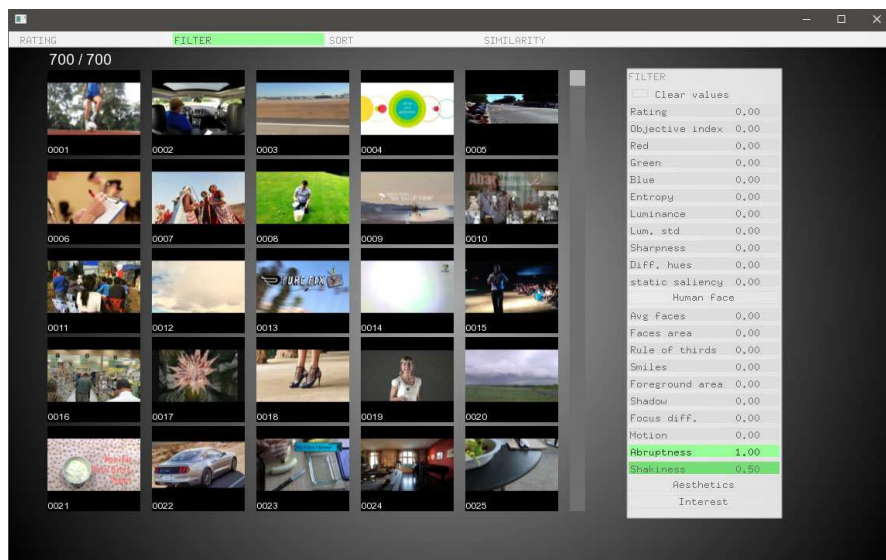 RATING FILTER SORT SIMILARITY
700 / 700
0001 0002 0003 0004 0005
0006 0007 0008 0009 0010
0011 0012 0013 0014 0015
0016 0017 0018 0019 0020
0021 0022 0023 0024 0025
FILTER
Clear values
Rating 0.00
Objective index 0.00
Red 0.00
Green 0.00
Blue 0.00
Entropy 0.00
Luminance 0.00
Lum. std 0.00
Sharpness 0.00
Diff. hues 0.00
static saliency 0.00
Human face
Avg faces 0.00
Faces area 0.00
Rule of thirds 0.00
Smiles 0.00
Foreground area 0.00
Shadow 0.00
Focus diff. 0.00
Motion 0.00
Abruptness 1.00
Shakiness 0.50
Aesthetics
Interest